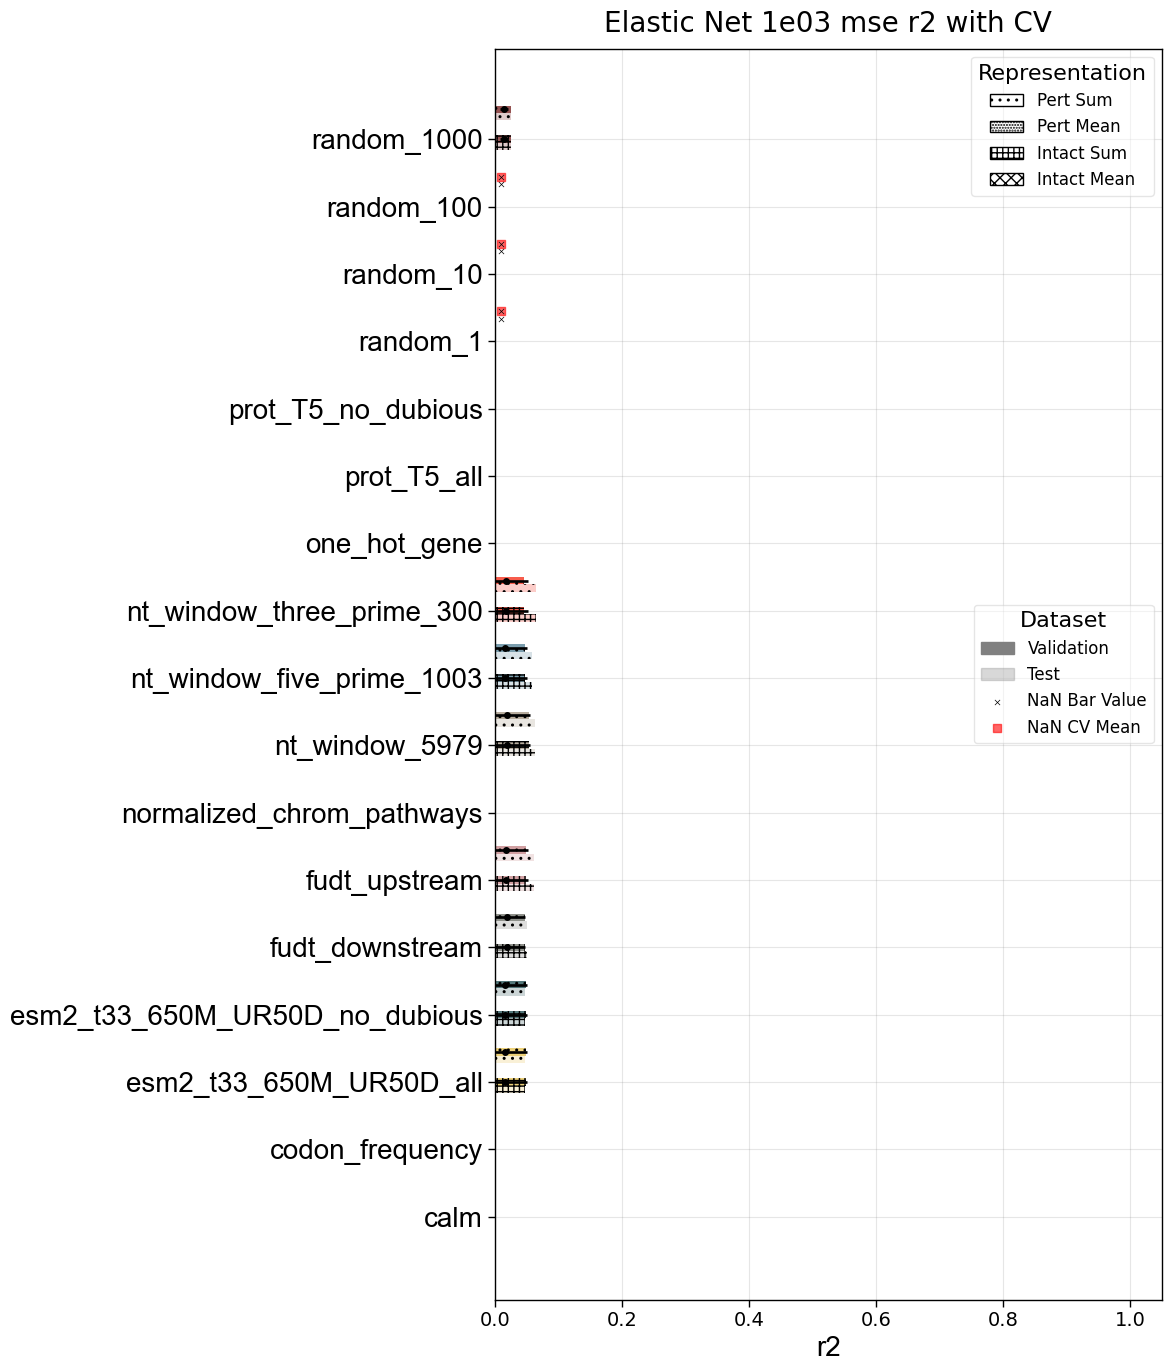 Elastic Net 1e03 mse r2 with CV
Representation
Pert Sum
Pert Mean
Intact Sum
Intact Mean
random_1000
random_100
random_10
random_1
prot_T5_no_dubious
prot_T5_all
one_hot_gene
nt_window_three_prime_300
nt_window_five_prime_1003
nt_window_5979
normalized_chrom_pathways
fudt_upstream
fudt_downstream
esm2_t33_650M_UR50D_no_dubious
esm2_t33_650M_UR50D_all
codon_frequency
calm
Dataset
Validation
Test
NaN Bar Value
NaN CV Mean
0.0 0.2 0.4 0.6 0.8 1.0
r2